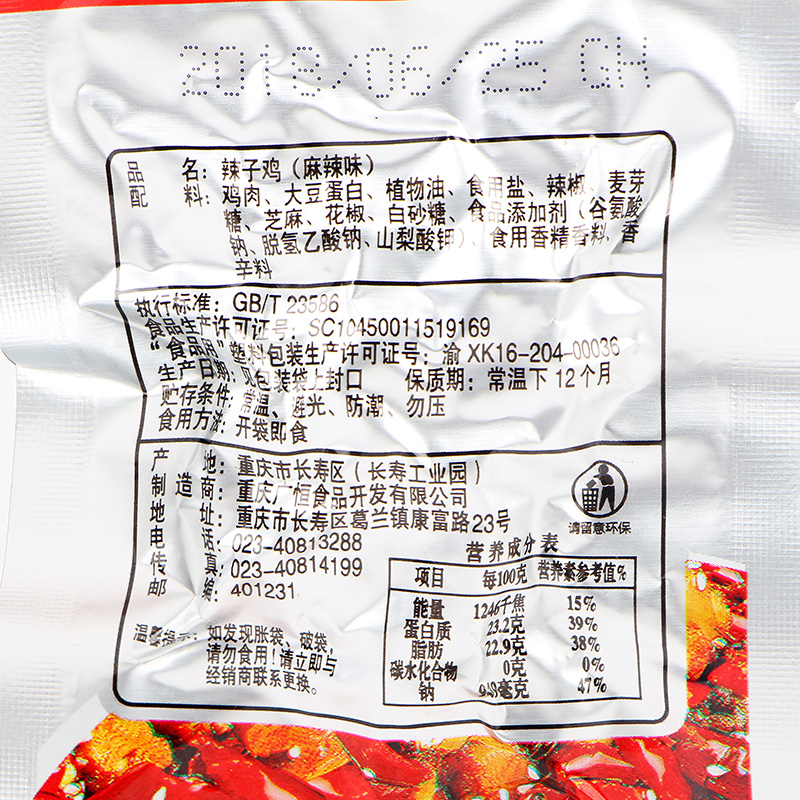 2018/06/25 GH
品名：辣子鸡（麻辣味）
配料：鸡肉、大豆蛋白、植物油、食用盐、辣椒、麦芽
糖、芝麻、花椒、白砂糖、食品添加剂（谷氨酸
钠、脱氢乙酸钠、山梨酸钾）、食用香精香料、香
辛料
执行标准：GB/T 23586
食品生产许可证号：SC10450011519169
“食品用”塑料包装生产许可证号：渝 XK16-204-00036
生产日期：见包装袋上封口 保质期：常温下 12个月
贮存条件：常温、避光、防潮、勿压
食用方法：开袋即食
产地：重庆市长寿区（长寿工业园）
制造商：重庆广恒食品开发有限公司
地址：重庆市长寿区葛兰镇康富路23号
电话：023-40813288
传真：023-40814199
邮编：401231
请留意环保
温馨提示：如发现胀袋、破袋，
请勿食用！请立即与
经销商联系更换。
营养成分表
项目 每100克 营养素参考值%
能量 1246千焦 15%
蛋白质 23.2克 39%
脂肪 22.9克 38%
碳水化合物 0克 0%
钠 948毫克 47%